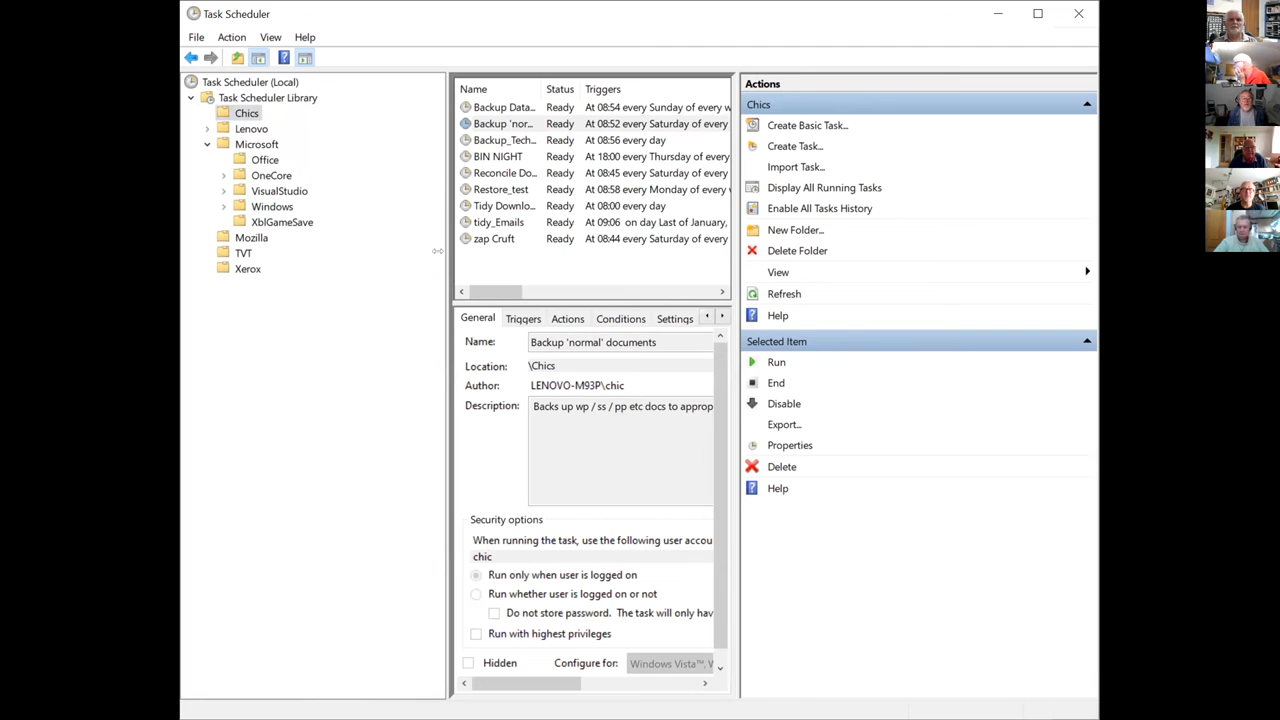 Task Scheduler
File Action View Help
Task Scheduler (Local)
Task Scheduler Library
Chics
Lenovo
Microsoft
Office
OneCore
VisualStudio
Windows
XblGameSave
Mozilla
TVT
Xerox
Name Status Triggers
Backup Data... Ready At 08:54 every Sunday of every w
Backup 'nor... Ready At 08:52 every Saturday of every
Backup_Tech... Ready At 08:56 every day
BIN NIGHT Ready At 18:00 every Thursday of every
Reconcile Do... Ready At 08:45 every Saturday of every
Restore_test Ready At 08:58 every Monday of every w
Tidy Downlo... Ready At 08:00 every day
tidy_Emails Ready At 09:06 on day Last of January,
zap Cruft Ready At 08:44 every Saturday of every
General Triggers Actions Conditions Settings
Name: Backup 'normal' documents
Location: \Chics
Author: LENOVO-M93P\chic
Description: Backs up wp / ss / pp etc docs to approp
Security options
When running the task, use the following user accou
chic
Run only when user is logged on
Run whether user is logged on or not
Do not store password. The task will only hav
Run with highest privileges
Hidden Configure for: Windows Vista™, W
Actions
Chics
Create Basic Task...
Create Task...
Import Task...
Display All Running Tasks
Enable All Tasks History
New Folder...
Delete Folder
View
Refresh
Help
Selected Item
Run
End
Disable
Export...
Properties
Delete
Help